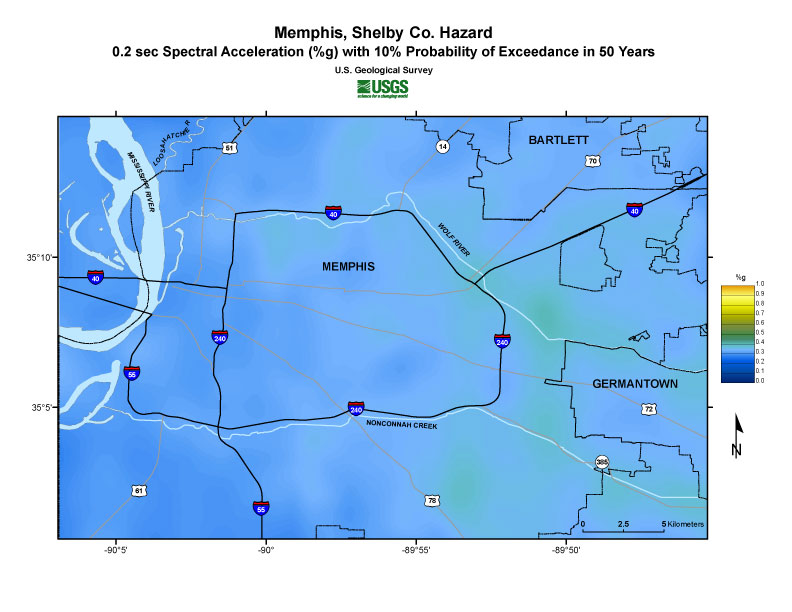 Memphis, Shelby Co. Hazard
0.2 sec Spectral Acceleration (%g) with 10% Probability of Exceedance in 50 Years
U.S. Geological Survey
USGS
science for a changing world
LOOSAHATCHIE R
MISSISSIPPI RIVER
51
14
BARTLETT
70
40
40
WOLF RIVER
35°10'
MEMPHIS
40
%g
1.0
0.9
0.8
0.7
0.6
0.5
0.4
0.3
0.2
0.1
0.0
240
240
55
GERMANTOWN
35°5'
240
72
NONCONNAH CREEK
N
385
61
78
55
0 2.5 5 Kilometers
-90°5' -90° -89°55' -89°50'